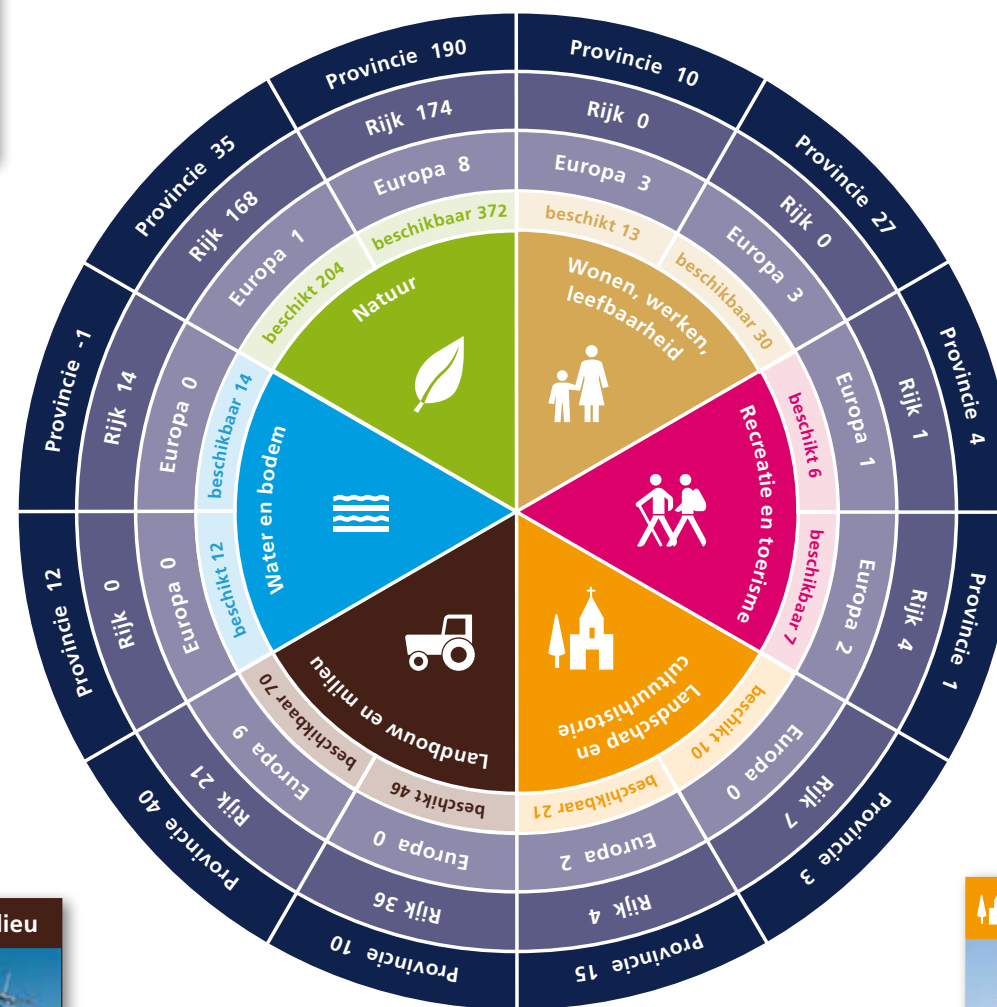 Provincie 10
Rijk 0
Europa 3
beschikt 13
Provincie 27
Rijk 0
Europa 3
beschikbaar 30
Wonen, werken,
leefbaarheid
Provincie 4
Rijk 1
Europa 1
beschikt 6
Provincie 1
Rijk 4
Europa 2
beschikbaar 7
Recreatie en toerisme
Provincie 3
Rijk 7
Europa 0
beschikt 10
Provincie 15
Rijk 4
Europa 2
beschikbaar 21
Landschap en
cultuurhistorie
Provincie 10
Rijk 36
Europa 0
beschikt 46
Provincie 40
Rijk 21
Europa 9
beschikbaar 70
Landbouw en milieu
Provincie 12
Rijk 0
Europa 0
beschikt 12
Provincie -1
Rijk 14
Europa 0
beschikbaar 14
Water en bodem
Provincie 35
Rijk 168
Europa 1
beschikt 204
Provincie 190
Rijk 174
Europa 8
beschikbaar 372
Natuur
lieu